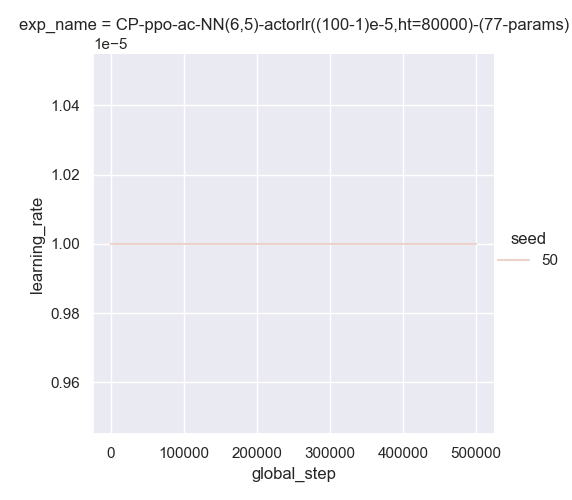 exp_name = CP-ppo-ac-NN(6,5)-actorlr((100-1)e-5,ht=80000)-(77-params)
1e−5
1.04
1.02
1.00
0.98
0.96
learning_rate
0
100000
200000
300000
400000
500000
global_step
seed
50